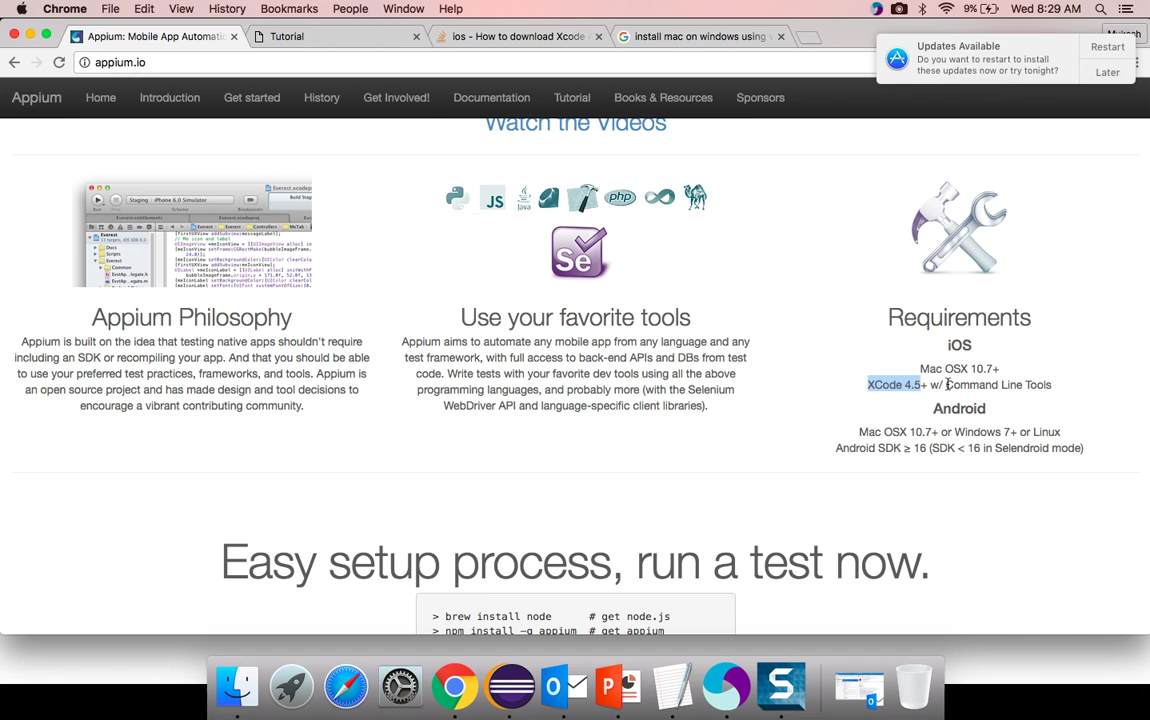 Chrome File Edit View History Bookmarks People Window Help 9% Wed 8:29 AM
Appium: Mobile App Automati × Tutorial × ios - How to download Xcode × install mac on windows using v ×
appium.io
Updates Available
Do you want to restart to install
these updates now or try tonight?
Restart
Later
Appium Home Introduction Get started History Get Involved! Documentation Tutorial Books & Resources Sponsors
Watch the Videos
Staging iPhone 6.0 Simulator
JS Java php
Se
Appium Philosophy
Appium is built on the idea that testing native apps shouldn't require
including an SDK or recompiling your app. And that you should be able
to use your preferred test practices, frameworks, and tools. Appium is
an open source project and has made design and tool decisions to
encourage a vibrant contributing community.
Use your favorite tools
Appium aims to automate any mobile app from any language and any
test framework, with full access to back-end APIs and DBs from test
code. Write tests with your favorite dev tools using all the above
programming languages, and probably more (with the Selenium
WebDriver API and language-specific client libraries).
Requirements
iOS
Mac OSX 10.7+
XCode 4.5+ w/ Command Line Tools
Android
Mac OSX 10.7+ or Windows 7+ or Linux
Android SDK ≥ 16 (SDK < 16 in Selendroid mode)
Easy setup process, run a test now.
> brew install node # get node.js
> npm install -g appium # get appium